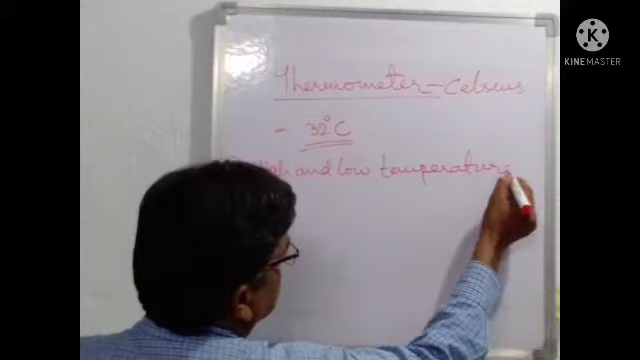 KINEMASTER
Thermometer - Celsius
- 32°C
High and low temperature